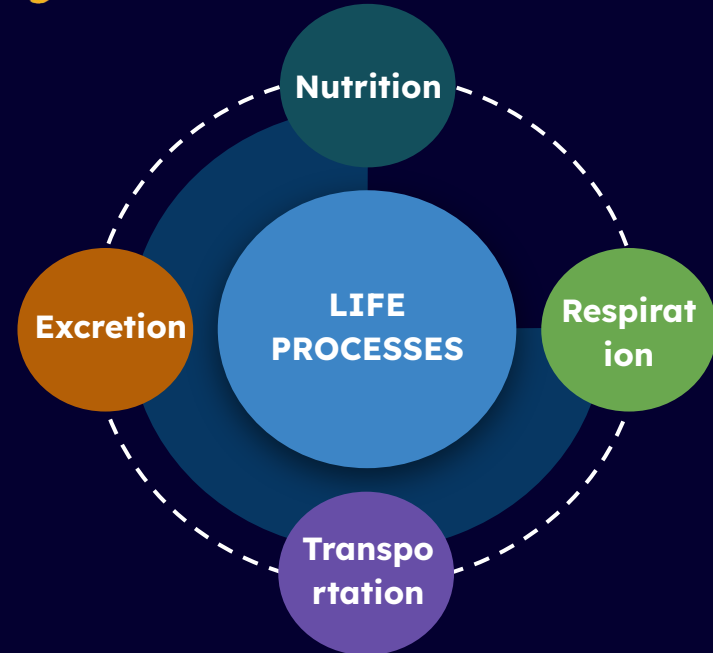 Nutrition
Excretion
LIFE
PROCESSES
Respirat
ion
Transpo
rtation